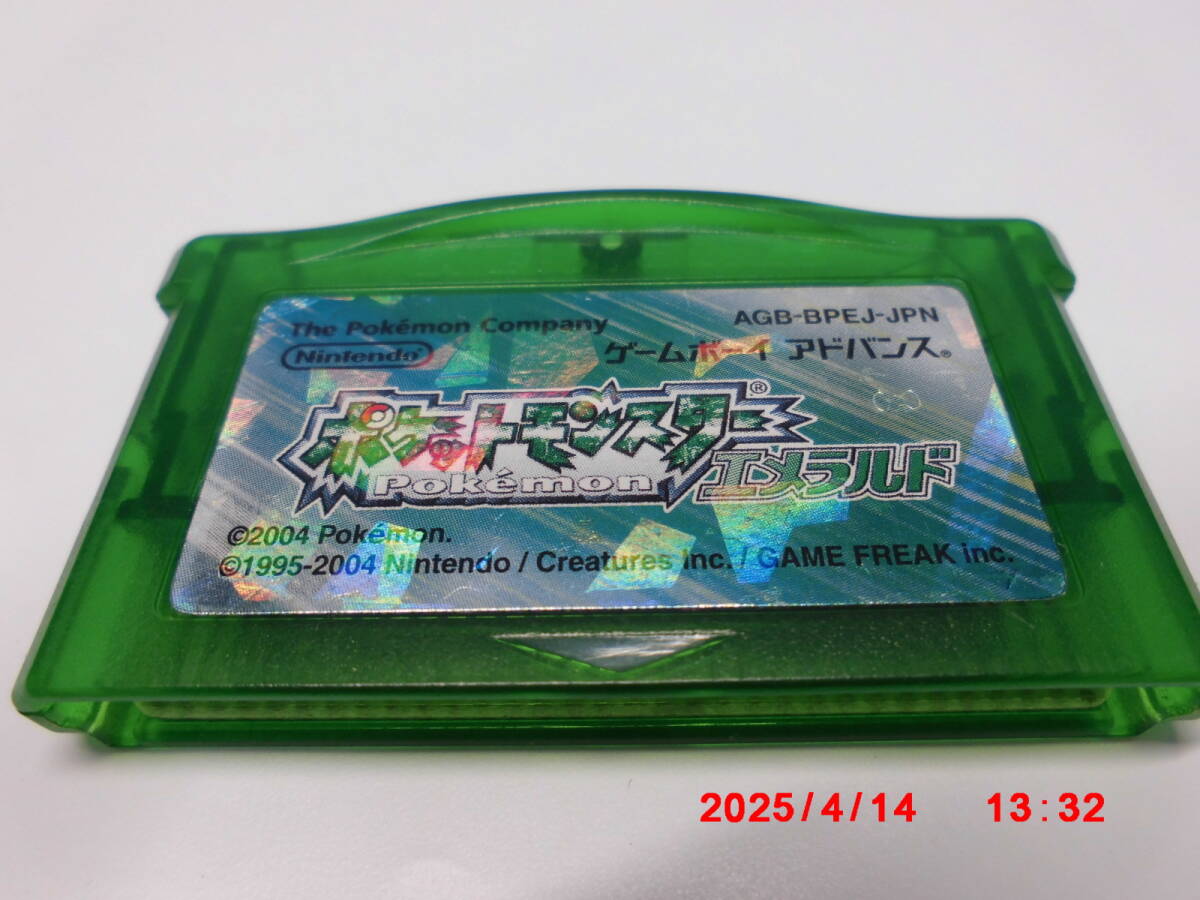 The Pokémon Company
AGB-BPEJ-JPN
Nintendo®
ゲームボーイ アドバンス®
ポケットモンスター®
Pokémon
エメラルド
©2004 Pokémon.
©1995-2004 Nintendo / Creatures Inc. / GAME FREAK inc.
2025/4/14 13:32